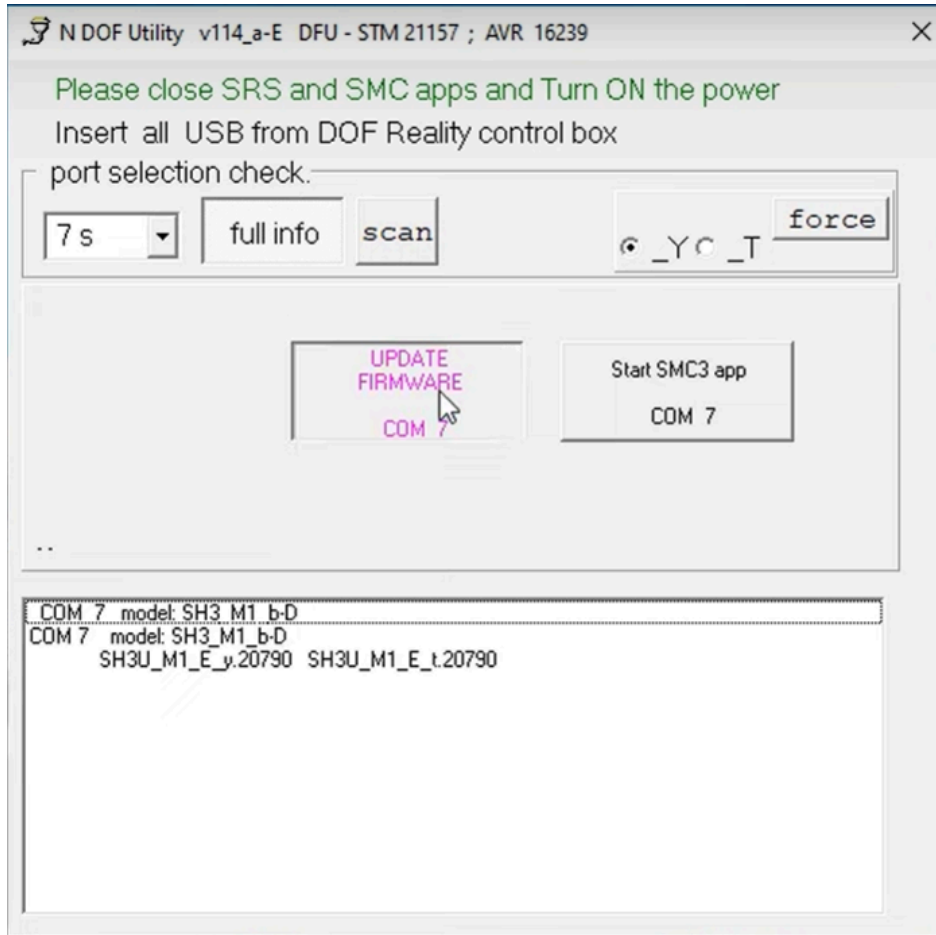 N DOF Utility v114_a-E DFU - STM 21157 ; AVR 16239
Please close SRS and SMC apps and Turn ON the power
Insert all USB from DOF Reality control box
port selection check.
7 s full info scan _Y _T force
UPDATE
FIRMWARE
COM 7
Start SMC3 app
COM 7
..
COM 7 model: SH3_M1_b-D
COM 7 model: SH3_M1_b-D
SH3U_M1_E_y.20790 SH3U_M1_E_t.20790